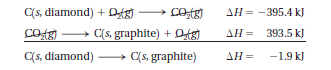 C(s, diamond) + O₂(g) ⟶ CO₂(g) ΔH = −395.4 kJ
CO₂(g) ⟶ C(s, graphite) + O₂(g) ΔH = 393.5 kJ
C(s, diamond) ⟶ C(s, graphite) ΔH = −1.9 kJ